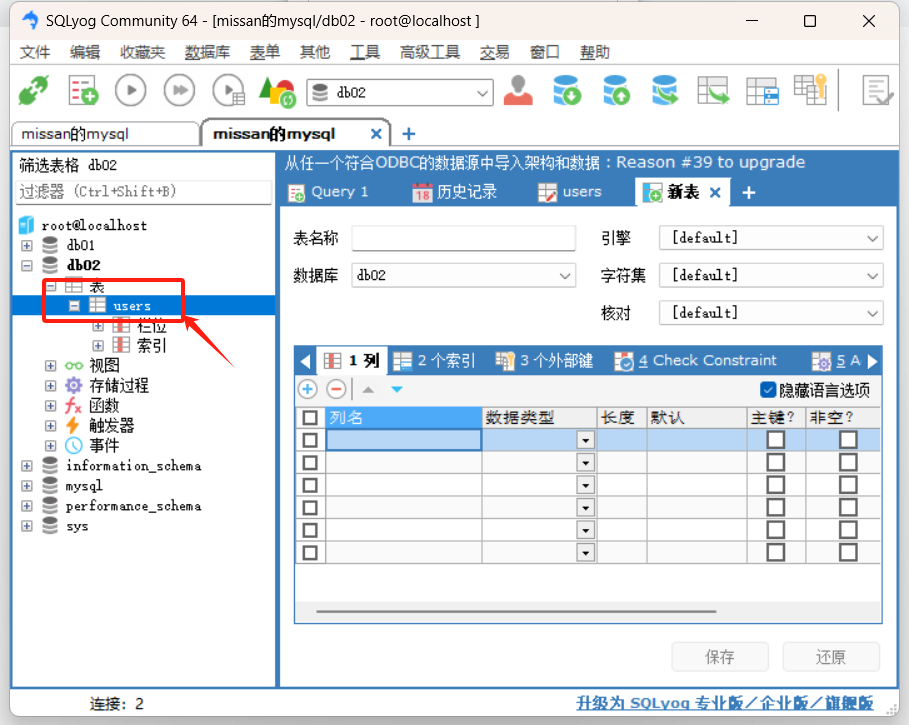 SQLyog Community 64 - [missan的mysql/db02 - root@localhost ]
文件 编辑 收藏夹 数据库 表单 其他 工具 高级工具 交易 窗口 帮助
db02
missan的mysql missan的mysql
筛选表格 db02
过滤器 (Ctrl+Shift+B)
root@localhost
db01
db02
表
users
栏位
索引
视图
存储过程
函数
触发器
事件
information_schema
mysql
performance_schema
sys
从任一个符合ODBC的数据源中导入架构和数据：Reason #39 to upgrade
Query 1 18 历史记录 users 新表
表名称 引擎 [default]
数据库 db02 字符集 [default]
核对 [default]
1 列 2 个索引 3 个外部键 4 Check Constraint 5 A
隐藏语言选项
列名 数据类型 长度 默认 主键? 非空?
保存 还原
连接: 2 升级为 SQLyog 专业版/企业版/旗舰版